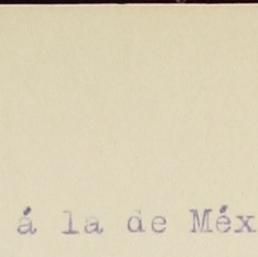 á la de Méx